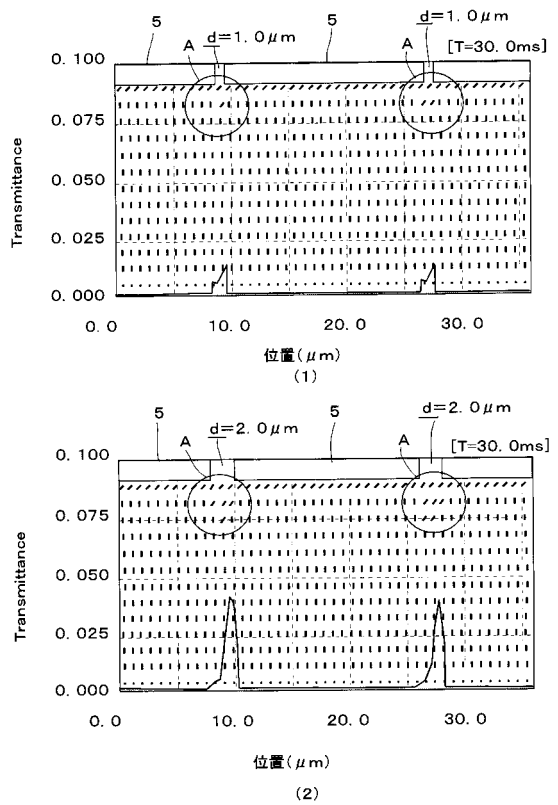 5 A d=1. 0μm 5 A d=1. 0μm
[T=30. 0ms]
0. 100
0. 075
0. 050
0. 025
0. 000
Transmittance
0. 0 10. 0 20. 0 30. 0
位置(μm)
(1)
5 A d=2. 0μm 5 A d=2. 0μm
[T=30. 0ms]
0. 100
0. 075
0. 050
0. 025
0. 000
Transmittance
0. 0 10. 0 20. 0 30. 0
位置(μm)
(2)